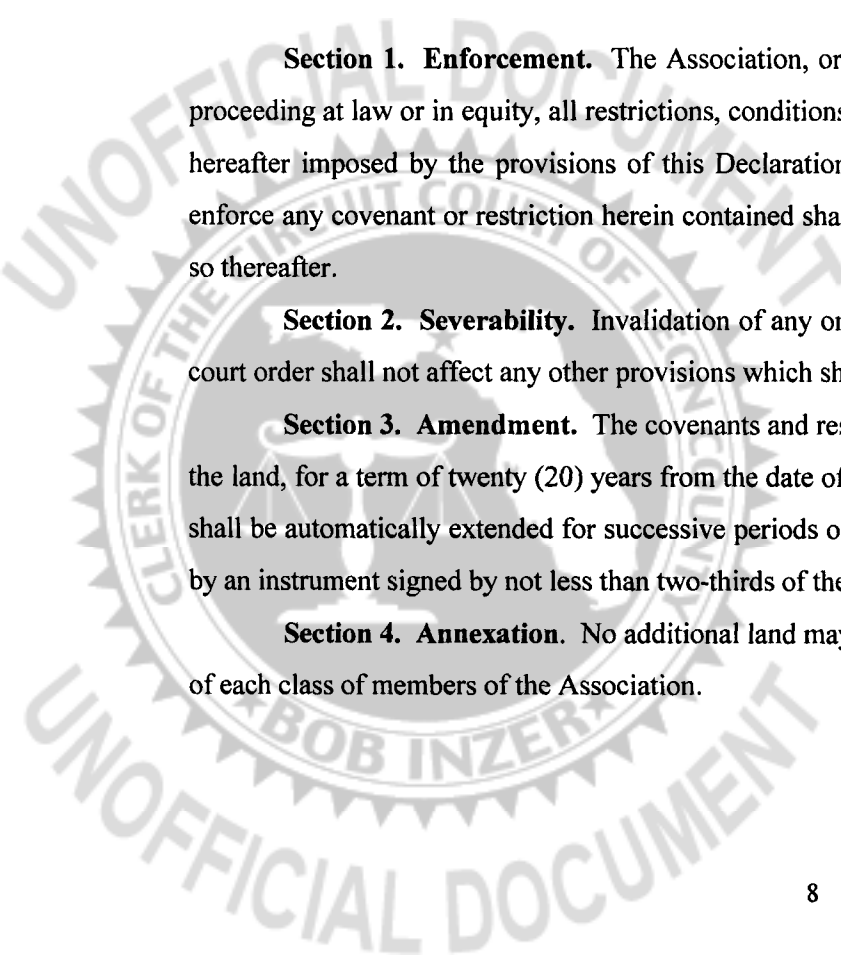 UNOFFICIAL DOCUMENT
Section 1. Enforcement. The Association, or
proceeding at law or in equity, all restrictions, conditions
hereafter imposed by the provisions of this Declaration
enforce any covenant or restriction herein contained sha
so thereafter.
Section 2. Severability. Invalidation of any or
court order shall not affect any other provisions which sh
Section 3. Amendment. The covenants and res
the land, for a term of twenty (20) years from the date of
shall be automatically extended for successive periods o
by an instrument signed by not less than two-thirds of the
Section 4. Annexation. No additional land may
of each class of members of the Association.
CLERK OF THE CIRCUIT COURT OF LEON COUNTY
BOB INZER
UNOFFICIAL DOCUMENT
8